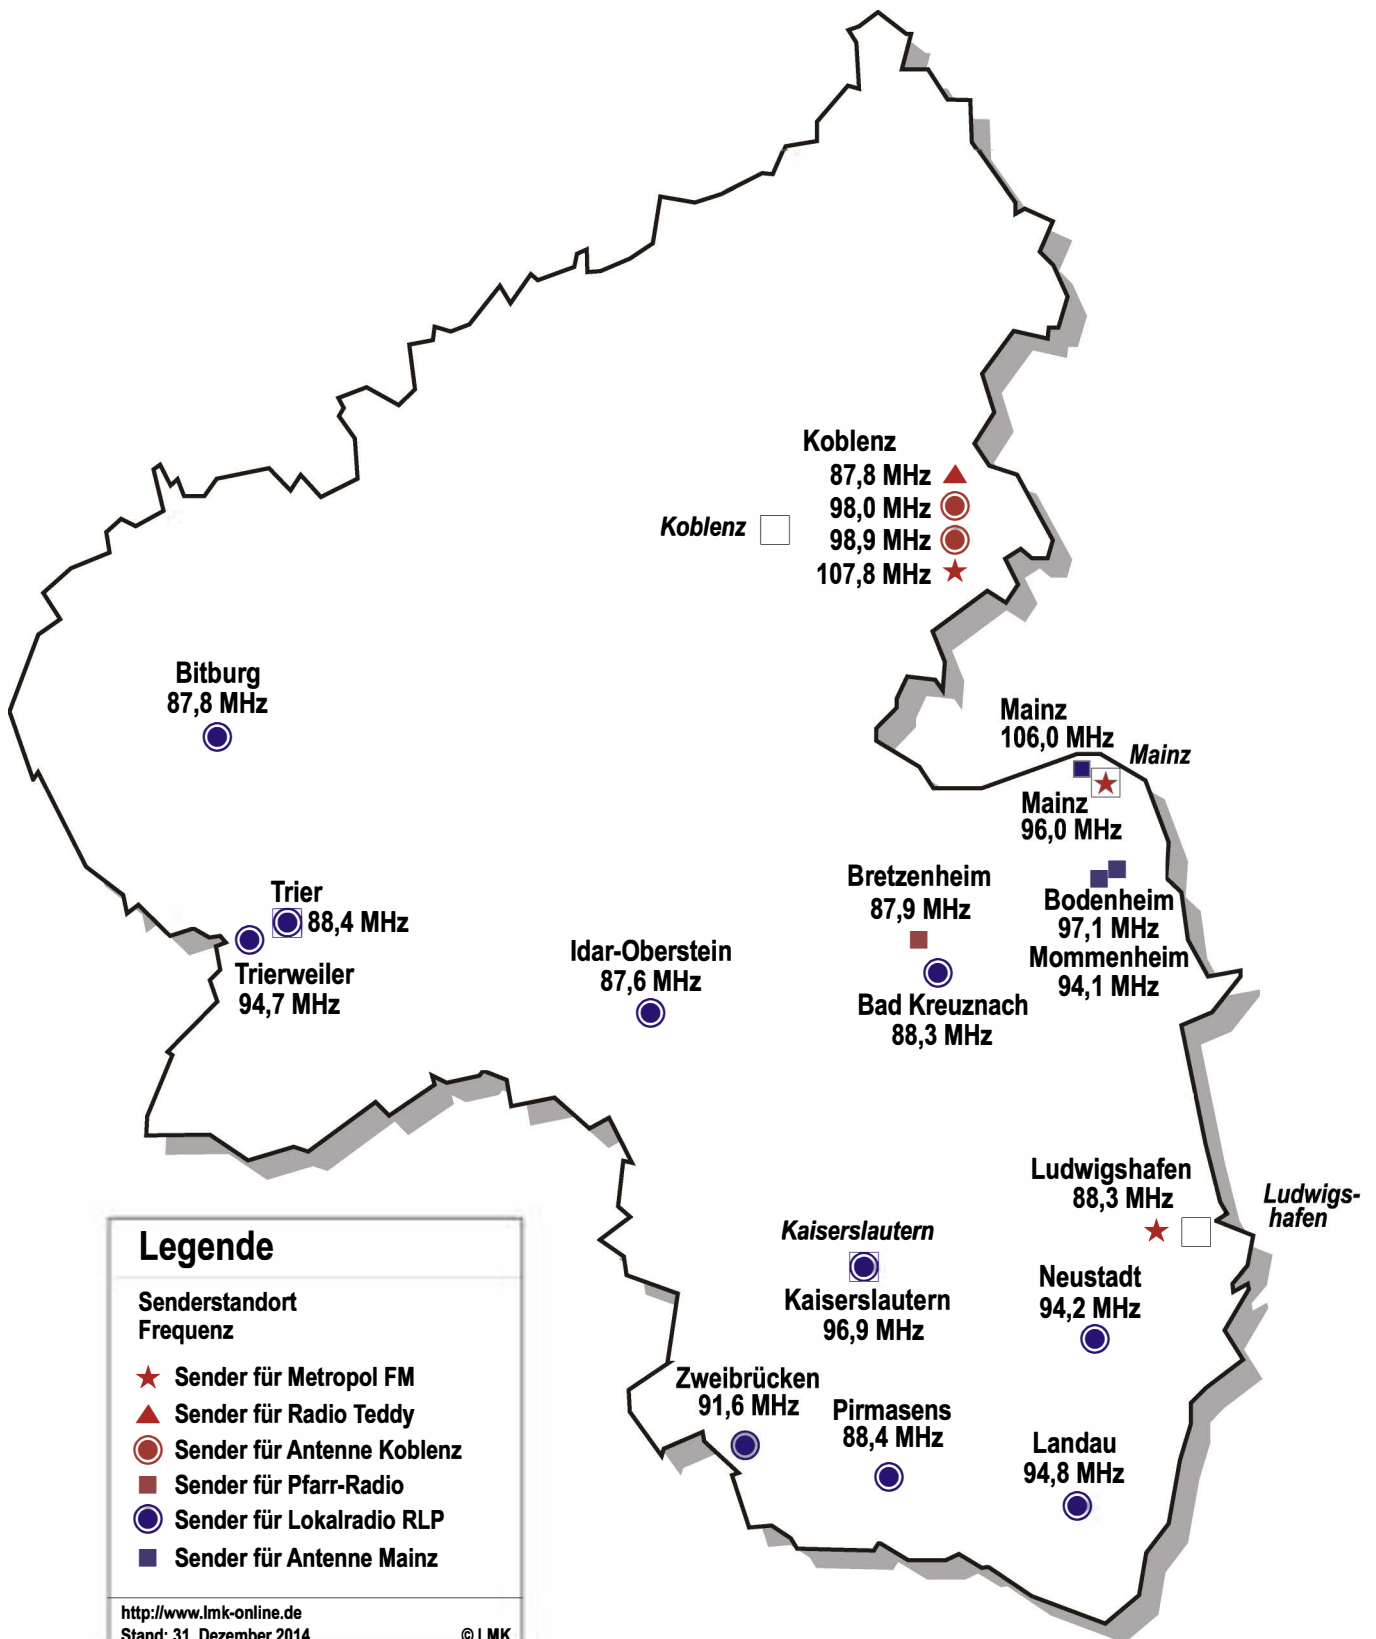 Koblenz
87,8 MHz
98,0 MHz
98,9 MHz
107,8 MHz
Koblenz
Bitburg
87,8 MHz
Mainz
106,0 MHz
Mainz
Mainz
96,0 MHz
Bretzenheim
87,9 MHz
Bodenheim
97,1 MHz
Mommenheim
94,1 MHz
Trier
88,4 MHz
Trierweiler
94,7 MHz
Idar-Oberstein
87,6 MHz
Bad Kreuznach
88,3 MHz
Ludwigshafen
88,3 MHz
Ludwigs-
hafen
Kaiserslautern
Kaiserslautern
96,9 MHz
Neustadt
94,2 MHz
Zweibrücken
91,6 MHz
Pirmasens
88,4 MHz
Landau
94,8 MHz
Legende
Senderstandort
Frequenz
Sender für Metropol FM
Sender für Radio Teddy
Sender für Antenne Koblenz
Sender für Pfarr-Radio
Sender für Lokalradio RLP
Sender für Antenne Mainz
http://www.lmk-online.de
Stand: 31. Dezember 2014 © LMK